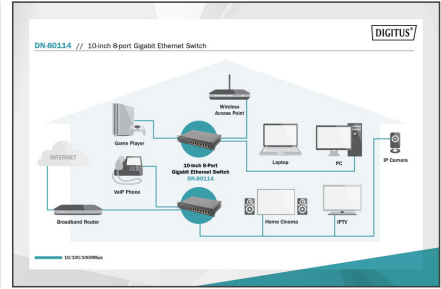 DIGITUS®
DN-80114 // 10-inch 8-port Gigabit Ethernet Switch
Wireless
Access Point
Game Player
INTERNET
10-inch 8-Port
Gigabit Ethernet Switch
DN-80114
Laptop
PC
IP Camera
VoIP Phone
Broadband Router
Home Cinema
IPTV
10/100/1000Mbps